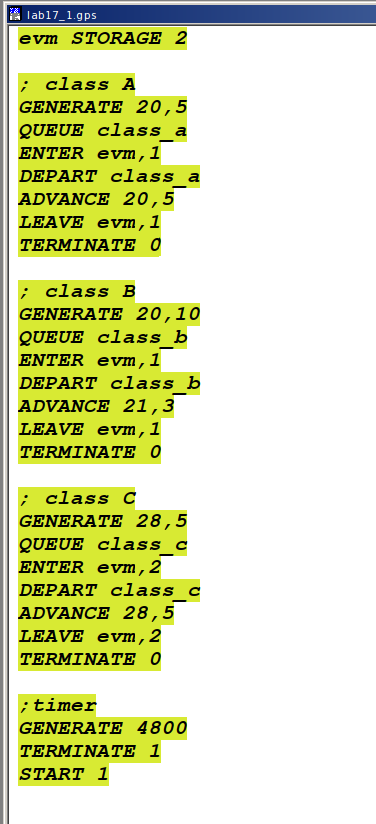 lab17_1.gps
evm STORAGE 2
; class A
GENERATE 20,5
QUEUE class_a
ENTER evm,1
DEPART class_a
ADVANCE 20,5
LEAVE evm,1
TERMINATE 0
; class B
GENERATE 20,10
QUEUE class_b
ENTER evm,1
DEPART class_b
ADVANCE 21,3
LEAVE evm,1
TERMINATE 0
; class C
GENERATE 28,5
QUEUE class_c
ENTER evm,2
DEPART class_c
ADVANCE 28,5
LEAVE evm,2
TERMINATE 0
;timer
GENERATE 4800
TERMINATE 1
START 1